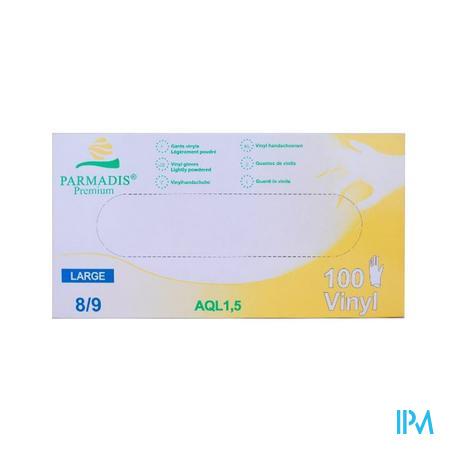 PARMADIS®
Premium
Gants vinyle
Légèrement poudré
Vinyl gloves
Lightly powdered
Vinylhandschuhe
Vinyl handschoenen
Guantes de vinilo
Guanti in vinile
LARGE
8/9
AQL1,5
100
Vinyl
IPM